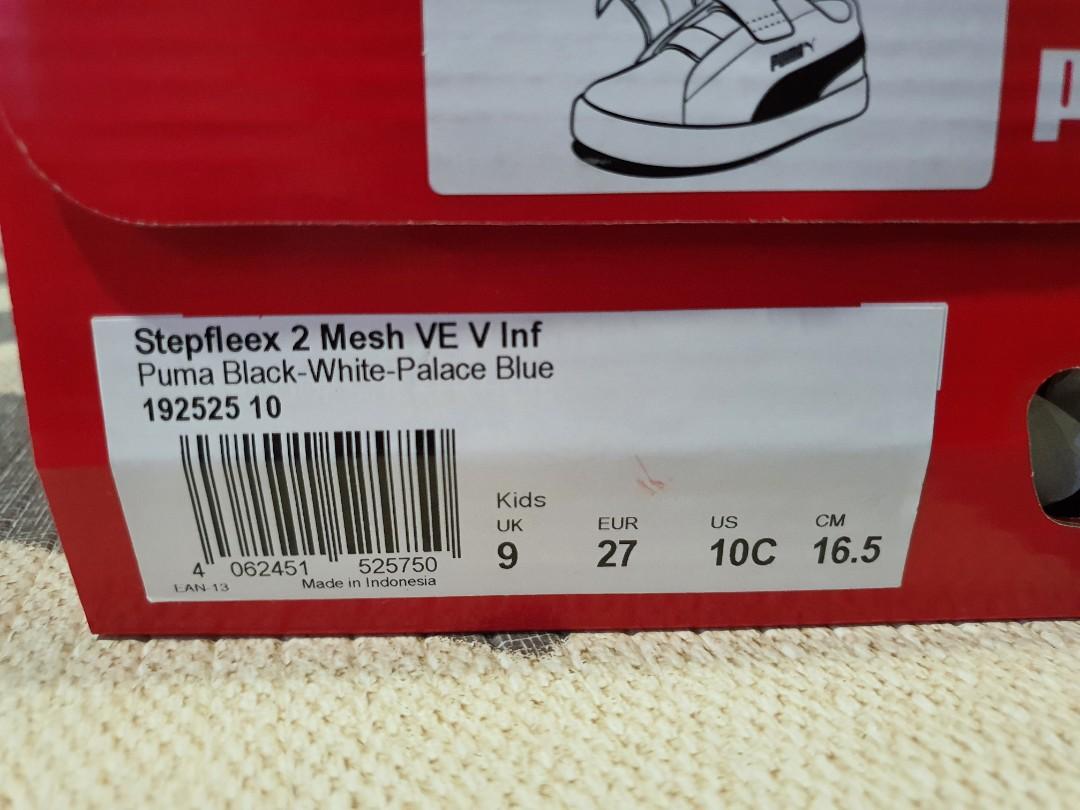 PUMA
Stepfleex 2 Mesh VE V Inf
Puma Black-White-Palace Blue
192525 10
4 062451 525750
EAN-13 Made in Indonesia
Kids
UK EUR US CM
9 27 10C 16.5